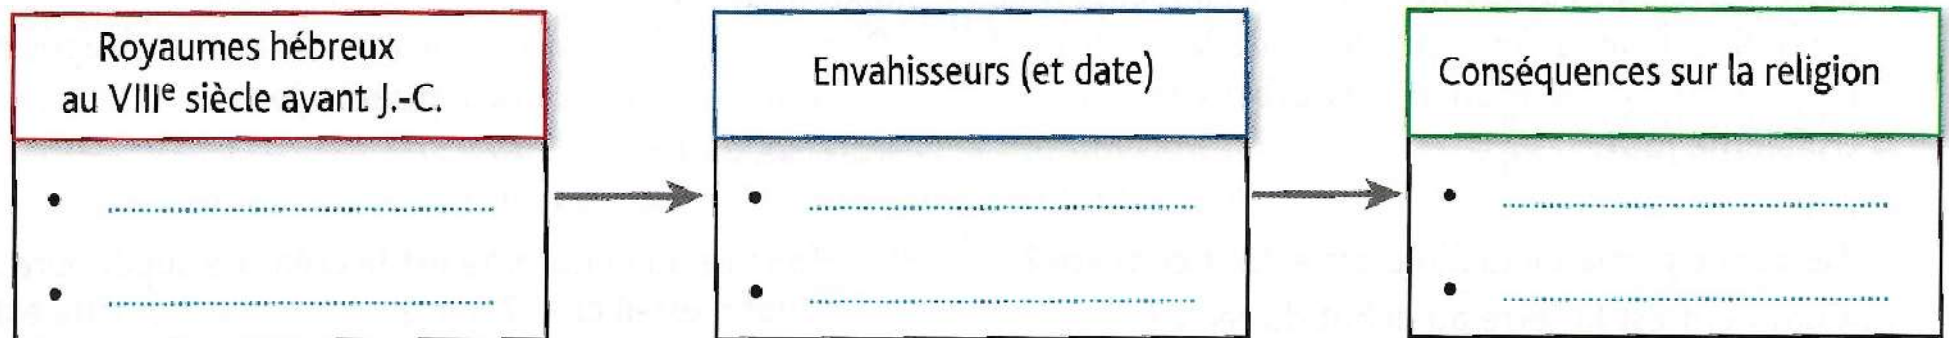 Royaumes hébreux
au VIIIe siècle avant J.-C.
Envahisseurs (et date)
Conséquences sur la religion